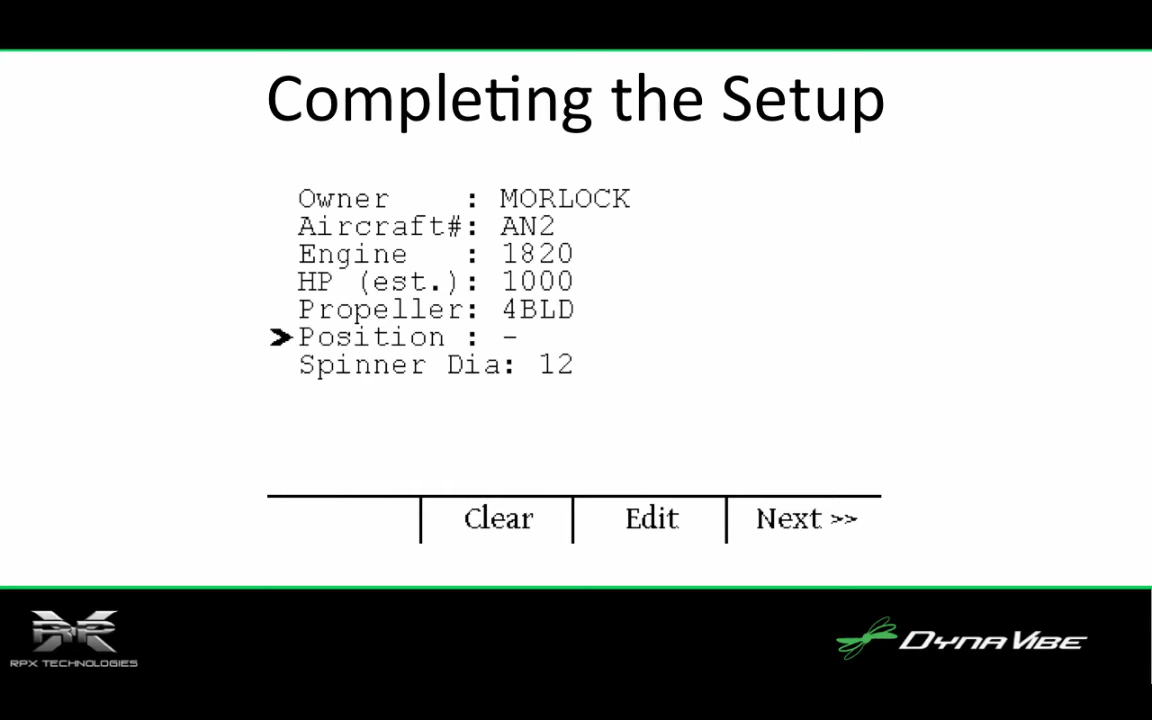 Completing the Setup
Owner : MORLOCK
Aircraft#: AN2
Engine : 1820
HP (est.): 1000
Propeller: 4BLD
➤Position : -
Spinner Dia: 12
Clear Edit Next >>
RPX
RPX TECHNOLOGIES
DYNAVIBE